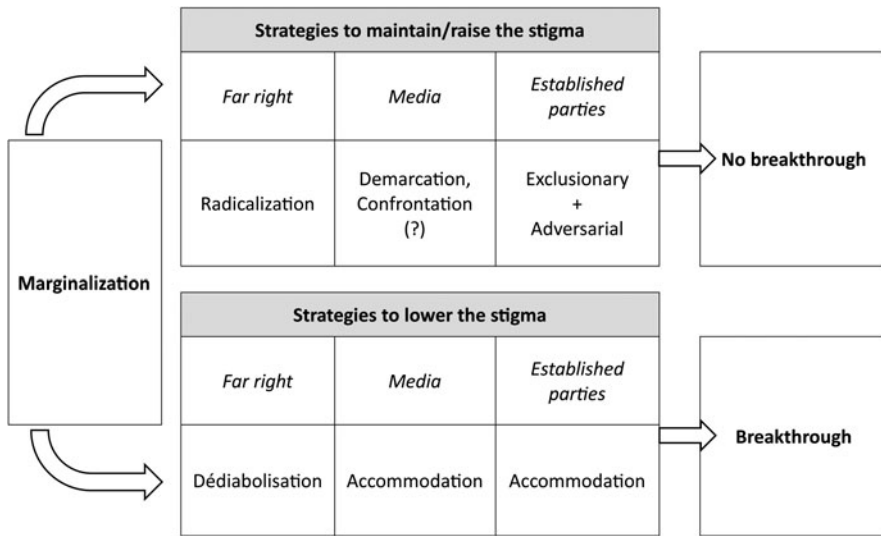 Strategies to maintain/raise the stigma
Far right
Media
Established
parties
Radicalization
Demarcation,
Confrontation
(?)
Exclusionary
+
Adversarial
No breakthrough
Marginalization
Strategies to lower the stigma
Far right
Media
Established
parties
Dédiabolisation
Accommodation
Accommodation
Breakthrough